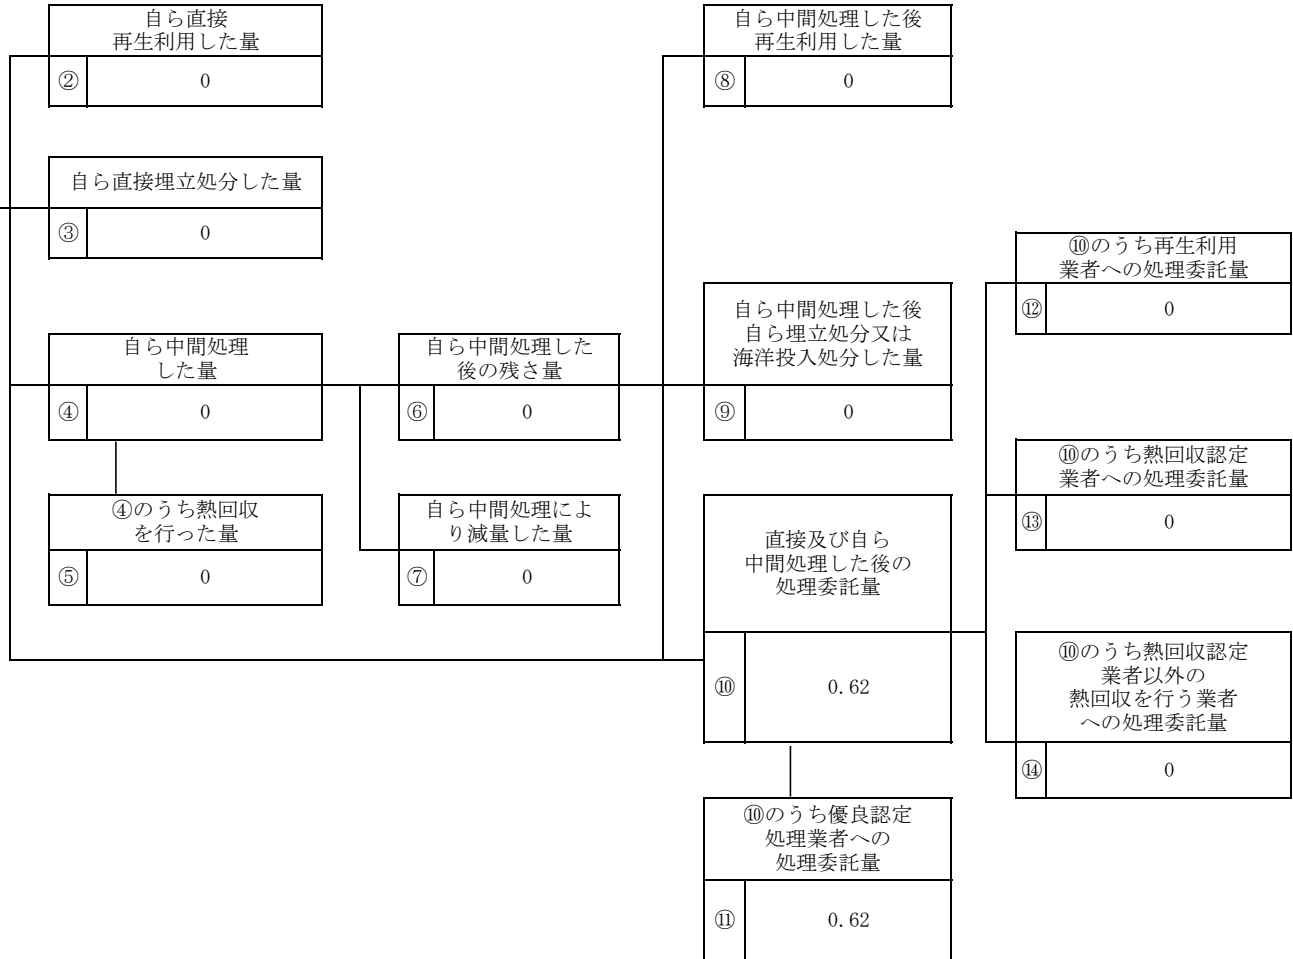 自ら直接
再生利用した量
② 0
自ら直接埋立処分した量
③ 0
自ら中間処理
した量
④ 0
④のうち熱回収
を行った量
⑤ 0
自ら中間処理した
後の残さ量
⑥ 0
自ら中間処理によ
り減量した量
⑦ 0
自ら中間処理した後
再生利用した量
⑧ 0
自ら中間処理した後
自ら埋立処分又は
海洋投入処分した量
⑨ 0
直接及び自ら
中間処理した後の
処理委託量
⑩ 0.62
⑩のうち優良認定
処理業者への
処理委託量
⑪ 0.62
⑩のうち再生利用
業者への処理委託量
⑫ 0
⑩のうち熱回収認定
業者への処理委託量
⑬ 0
⑩のうち熱回収認定
業者以外の
熱回収を行う業者
への処理委託量
⑭ 0